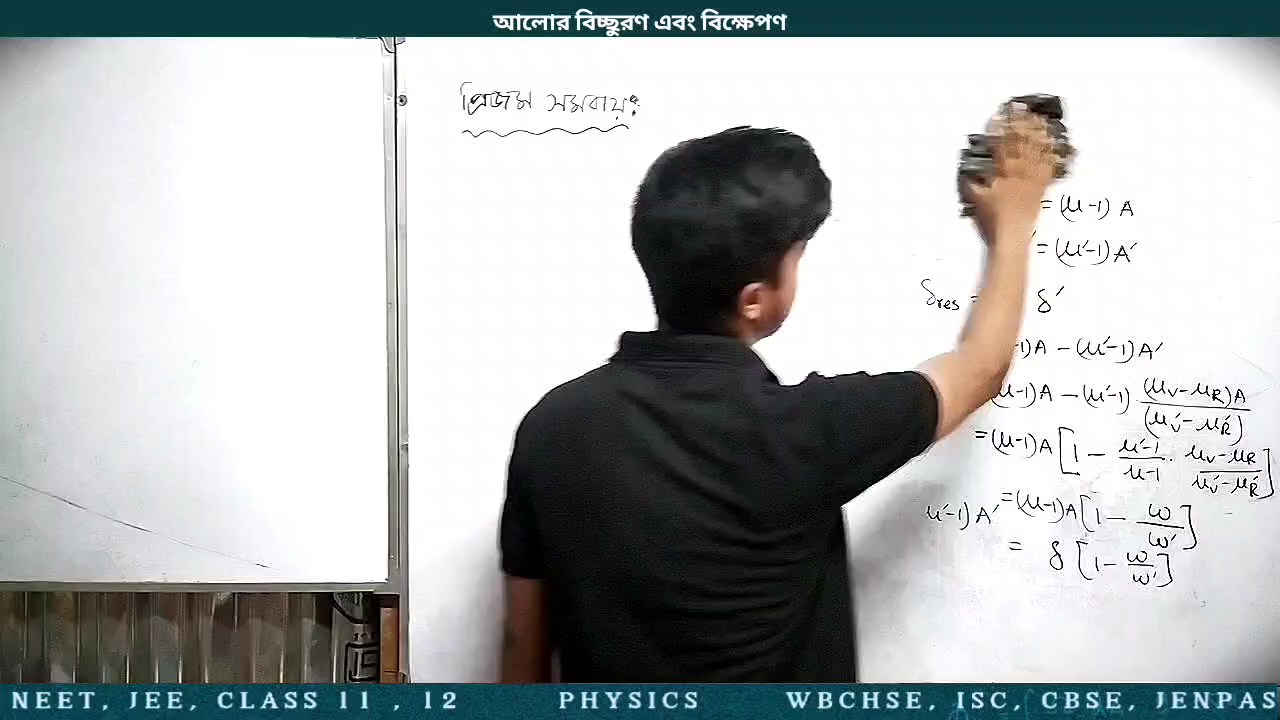 আলোর বিচ্ছুরণ এবং বিক্ষেপণ
প্রিজম সমবায়ঃ
= (μ-1) A
= (μ'-1) A'
δres = δ'
-1)A - (μ'-1) A'
(μ-1)A - (μ'-1) . (μv-μR)A / (μ'v-μ'R)
= (μ-1)A [1 - μ'-1 / μ-1 . μv-μR / μ'v-μ'R]
μ'-1) A' = (μ-1)A [1 - ω / ω']
= δ [1 - ω / ω']
NEET, JEE, CLASS 11 , 12 PHYSICS WBCHSE, ISC, CBSE, JENPAS